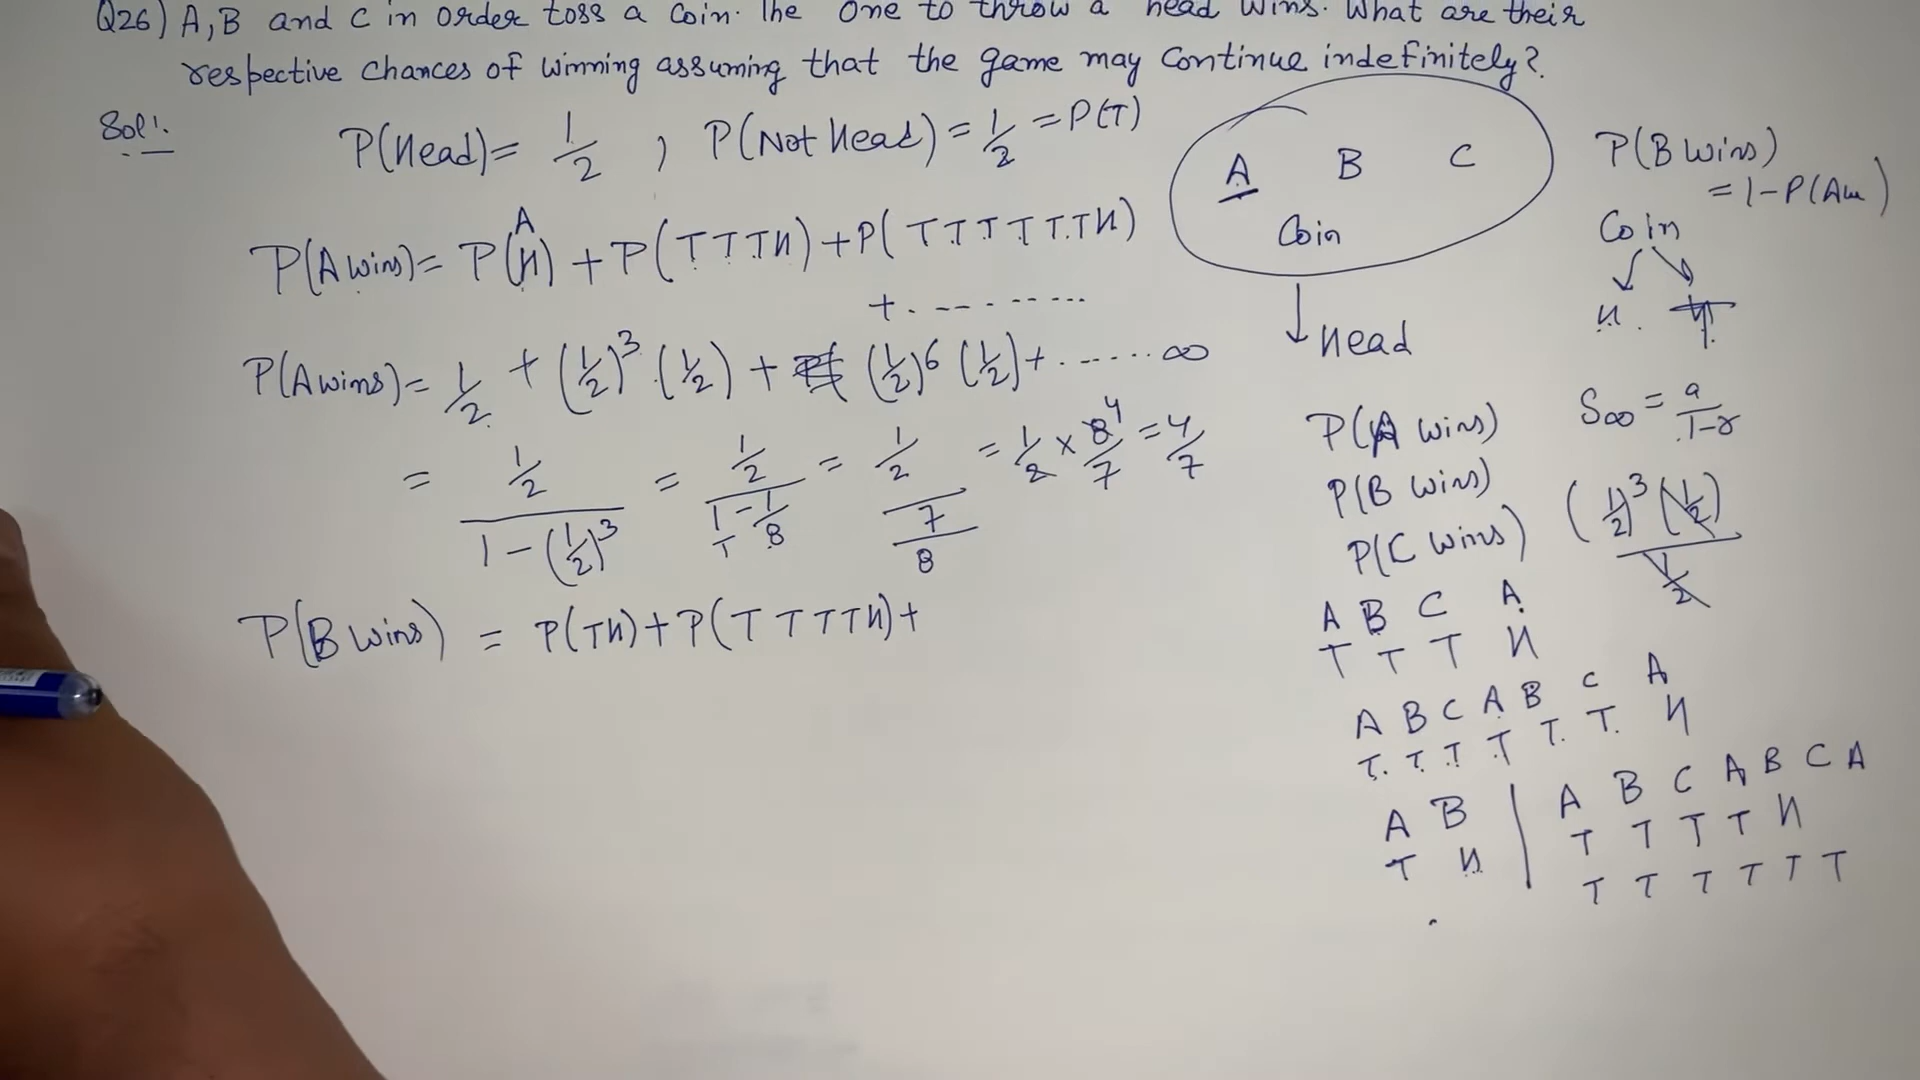 Q26) A, B and C in order toss a coin. The one to throw a head wins. What are their
respective chances of winning assuming that the game may continue indefinitely?
Sol!.
P(Head) = 1/2 , P(Not head) = 1/2 = P(T)
A
P(A wins) = P(H) + P(T T T H) + P(T T T T T T H)
+ ..........
P(A wins) = 1/2 + (1/2)^3 (1/2) + (1/2)^6 (1/2) + ...... ∞
= 1/2 / 1-(1/2)^3 = 1/2 / 1-1/8 = 1/2 / 7/8 = 1/2 × 8/7 4 = 4/7
P(B wins) = P(TH) + P(T T T T H) +
A B C
Coin
↓ Head
P(B wins)
= 1-P(Aw)
Coin
H. T.
P(A wins)
P(B wins)
P(C wins)
S∞ = a/1-r
(1/2)^3 (1/2) / 1/2
A B C A
T T T H
A B C A B C A
T. T. T T T. T. H
A B
T H
A B C A B C A
T T T T H
T T T T T T